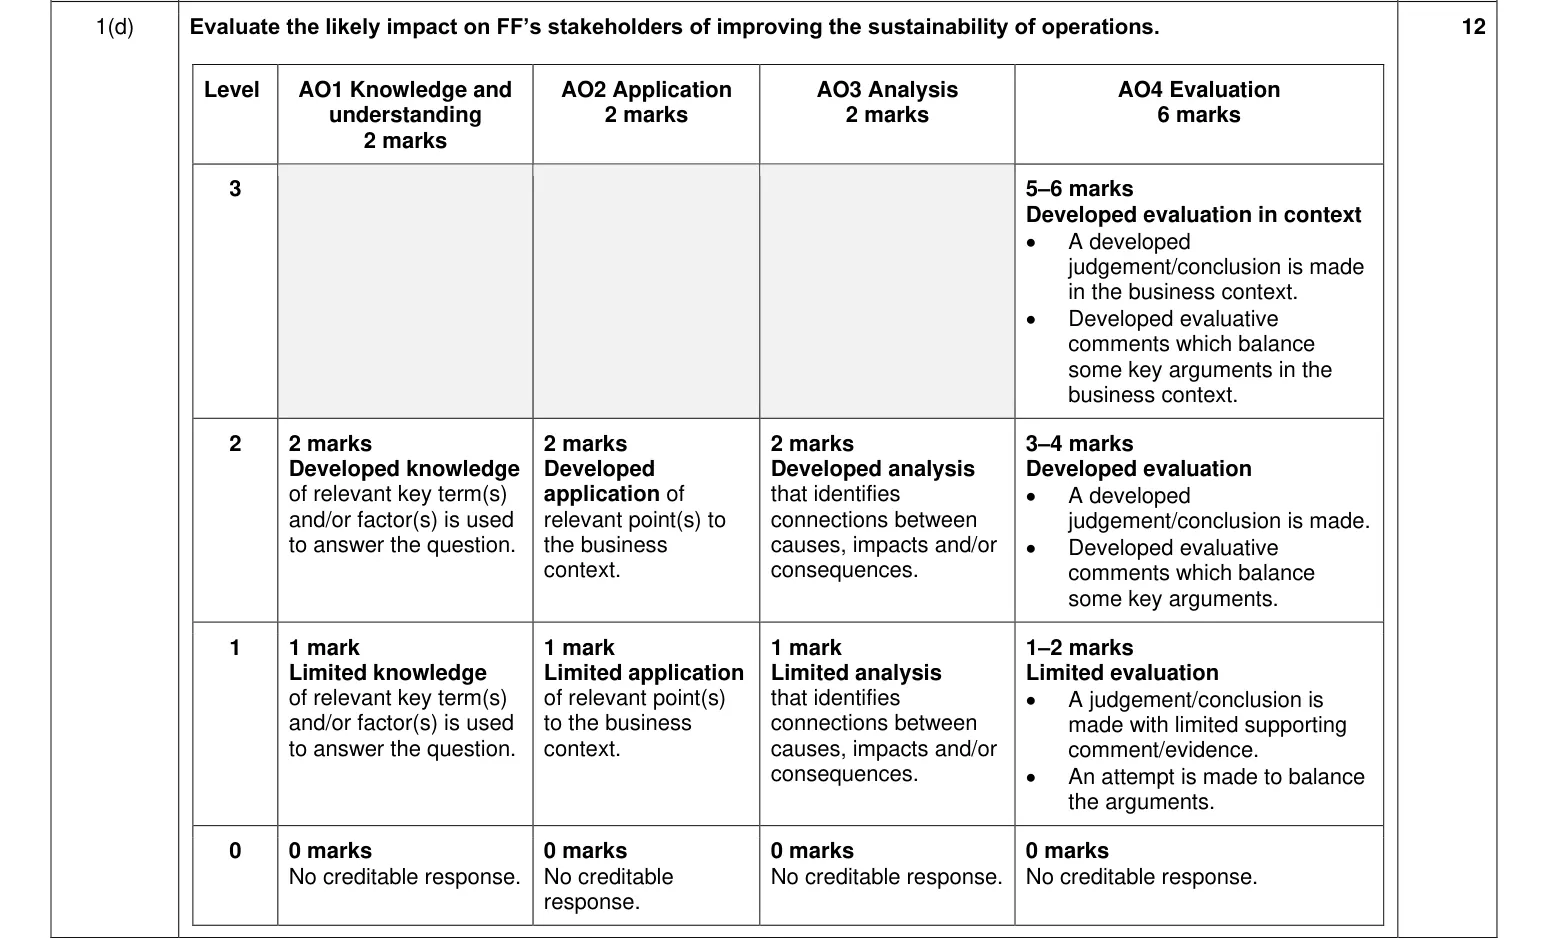 1(d)
Evaluate the likely impact on FF’s stakeholders of improving the sustainability of operations.
12
Level
AO1 Knowledge and
understanding
2 marks
AO2 Application
2 marks
AO3 Analysis
2 marks
AO4 Evaluation
6 marks
3
5–6 marks
Developed evaluation in context
• A developed
judgement/conclusion is made
in the business context.
• Developed evaluative
comments which balance
some key arguments in the
business context.
2
2 marks
Developed knowledge
of relevant key term(s)
and/or factor(s) is used
to answer the question.
2 marks
Developed
application of
relevant point(s) to
the business
context.
2 marks
Developed analysis
that identifies
connections between
causes, impacts and/or
consequences.
3–4 marks
Developed evaluation
• A developed
judgement/conclusion is made.
• Developed evaluative
comments which balance
some key arguments.
1
1 mark
Limited knowledge
of relevant key term(s)
and/or factor(s) is used
to answer the question.
1 mark
Limited application
of relevant point(s)
to the business
context.
1 mark
Limited analysis
that identifies
connections between
causes, impacts and/or
consequences.
1–2 marks
Limited evaluation
• A judgement/conclusion is
made with limited supporting
comment/evidence.
• An attempt is made to balance
the arguments.
0
0 marks
No creditable response.
0 marks
No creditable
response.
0 marks
No creditable response.
0 marks
No creditable response.